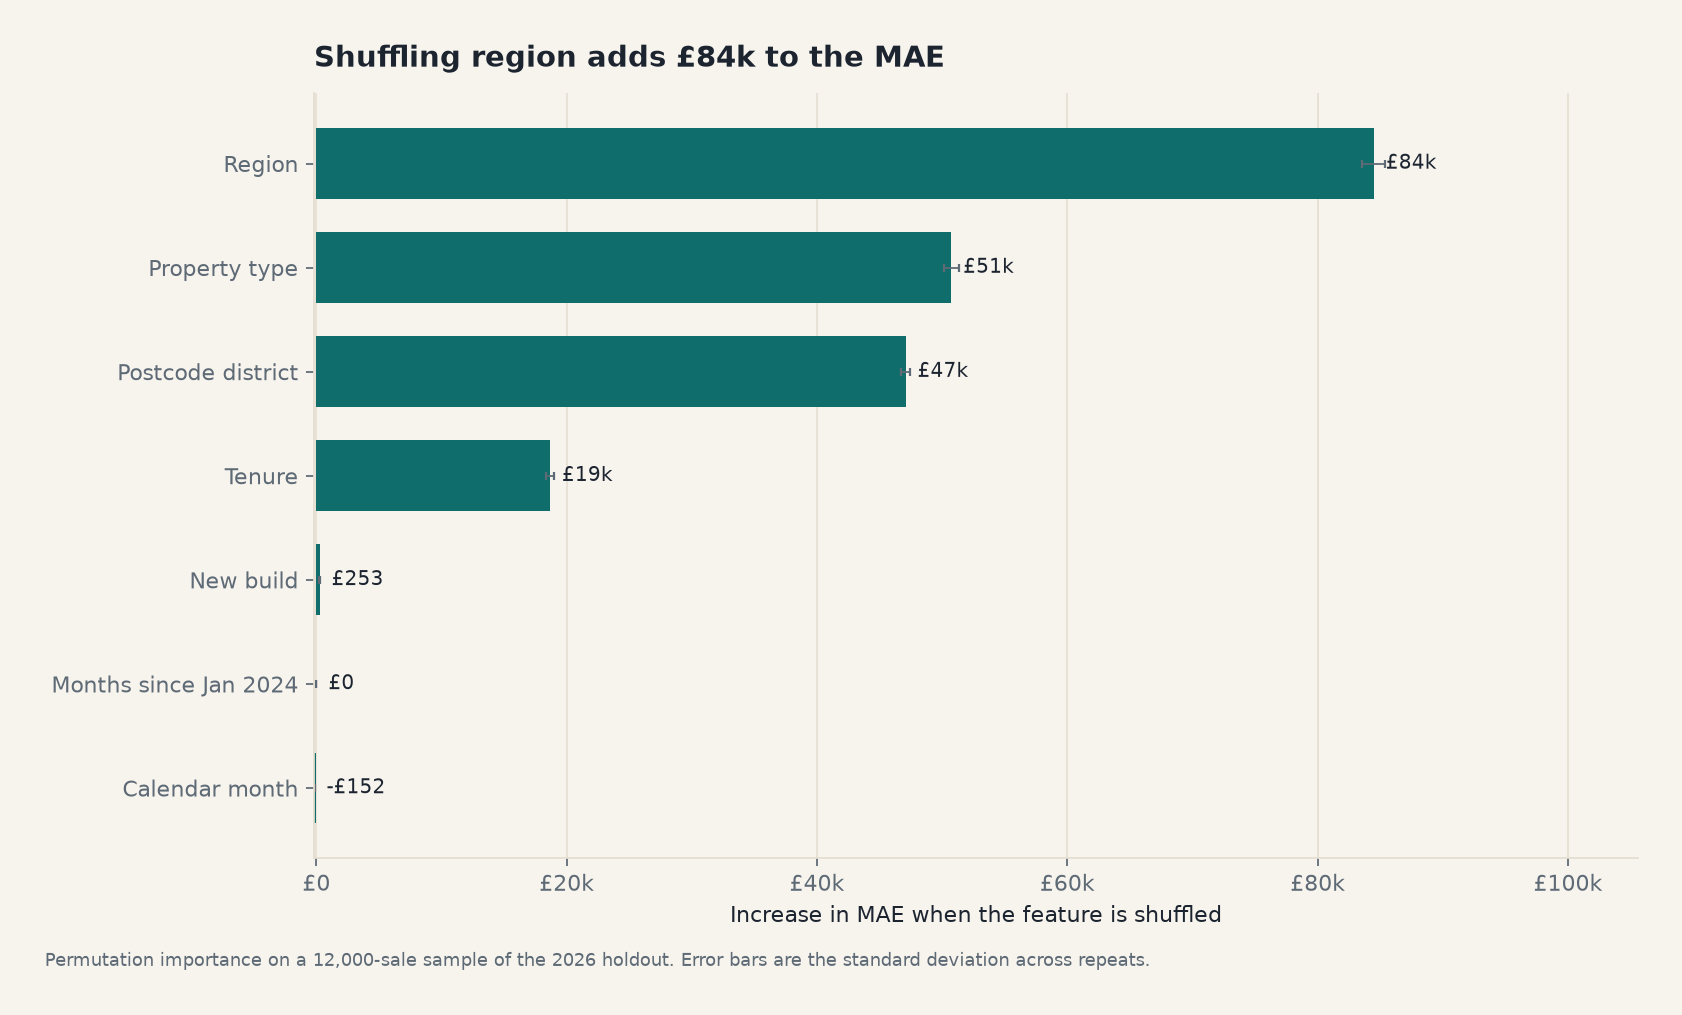 Shuffling region adds £84k to the MAE
Region
£84k
Property type
£51k
Postcode district
£47k
Tenure
£19k
New build
£253
Months since Jan 2024
£0
Calendar month
-£152
£0 £20k £40k £60k £80k £100k
Increase in MAE when the feature is shuffled
Permutation importance on a 12,000-sale sample of the 2026 holdout. Error bars are the standard deviation across repeats.